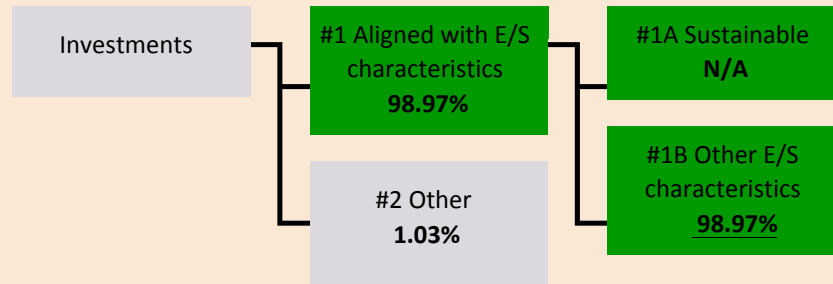 Investments
#1 Aligned with E/S
characteristics
98.97%
#1A Sustainable
N/A
#2 Other
1.03%
#1B Other E/S
characteristics
98.97%